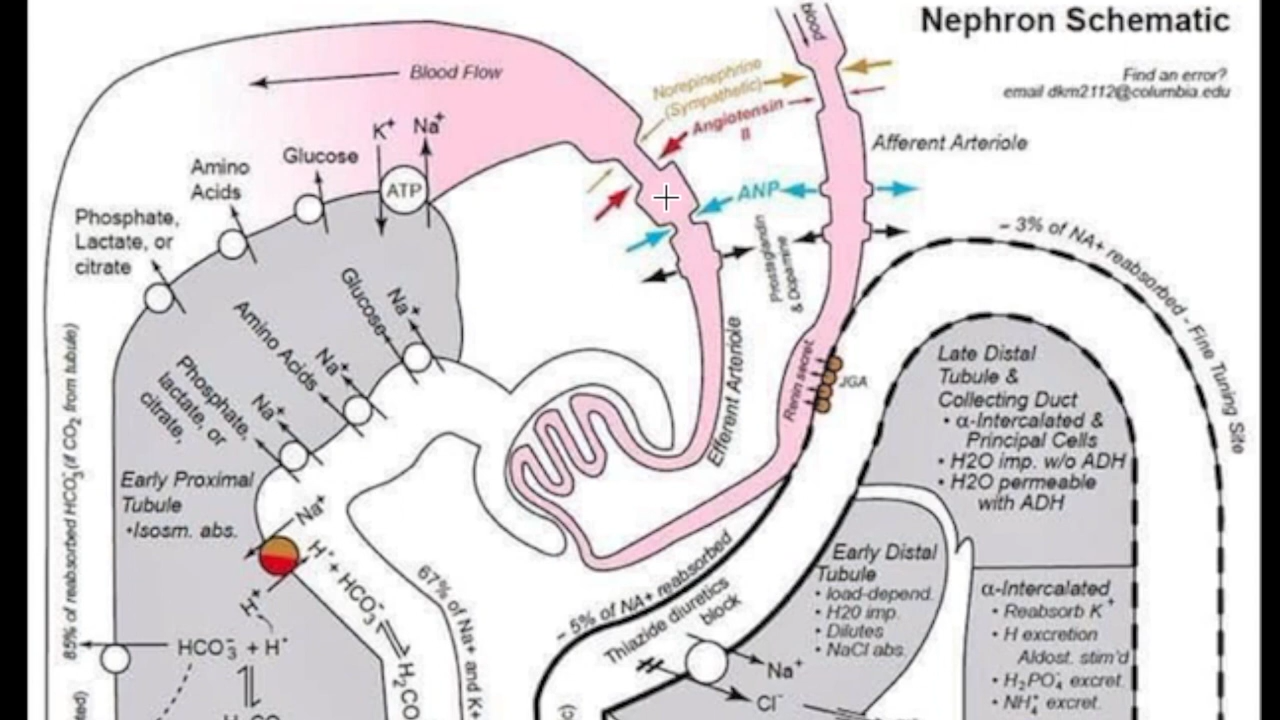 Nephron Schematic
Find an error?
email dkm2112@columbia.edu
blood
Blood Flow
Norepinephrine
(Sympathetic)
Angiotensin
II
Afferent Arteriole
ANP
Prostaglandin
& Dopamine
K+
Na+
ATP
Glucose
Amino
Acids
Phosphate,
Lactate, or
citrate
Glucose
Na+
Amino Acids
Na+
Phosphate,
lactate, or
citrate,
Na+
Early Proximal
Tubule
•Isosm. abs.
Na+
H+
H+ + HCO3-
H2CO
HCO3- + H+
85% of reabsorbed HCO3- (if CO2 from tubule)
67% of Na+ and K+
Efferent Arteriole
Renin secret.
JGA
~ 3% of NA+ reabsorbed - Fine Tuning Site
Late Distal
Tubule &
Collecting Duct
• α-Intercalated &
Principal Cells
• H2O imp. w/o ADH
• H2O permeable
with ADH
~ 5% of NA+ reabsorbed
Thiazide diuretics
block
Na+
Cl-
Early Distal
Tubule
• load-depend.
• H20 imp.
• Dilutes
• NaCl abs.
α-Intercalated
• Reabsorb K+
• H excretion
Aldost. stim'd
• H2PO4- excret.
• NH4+ excret.